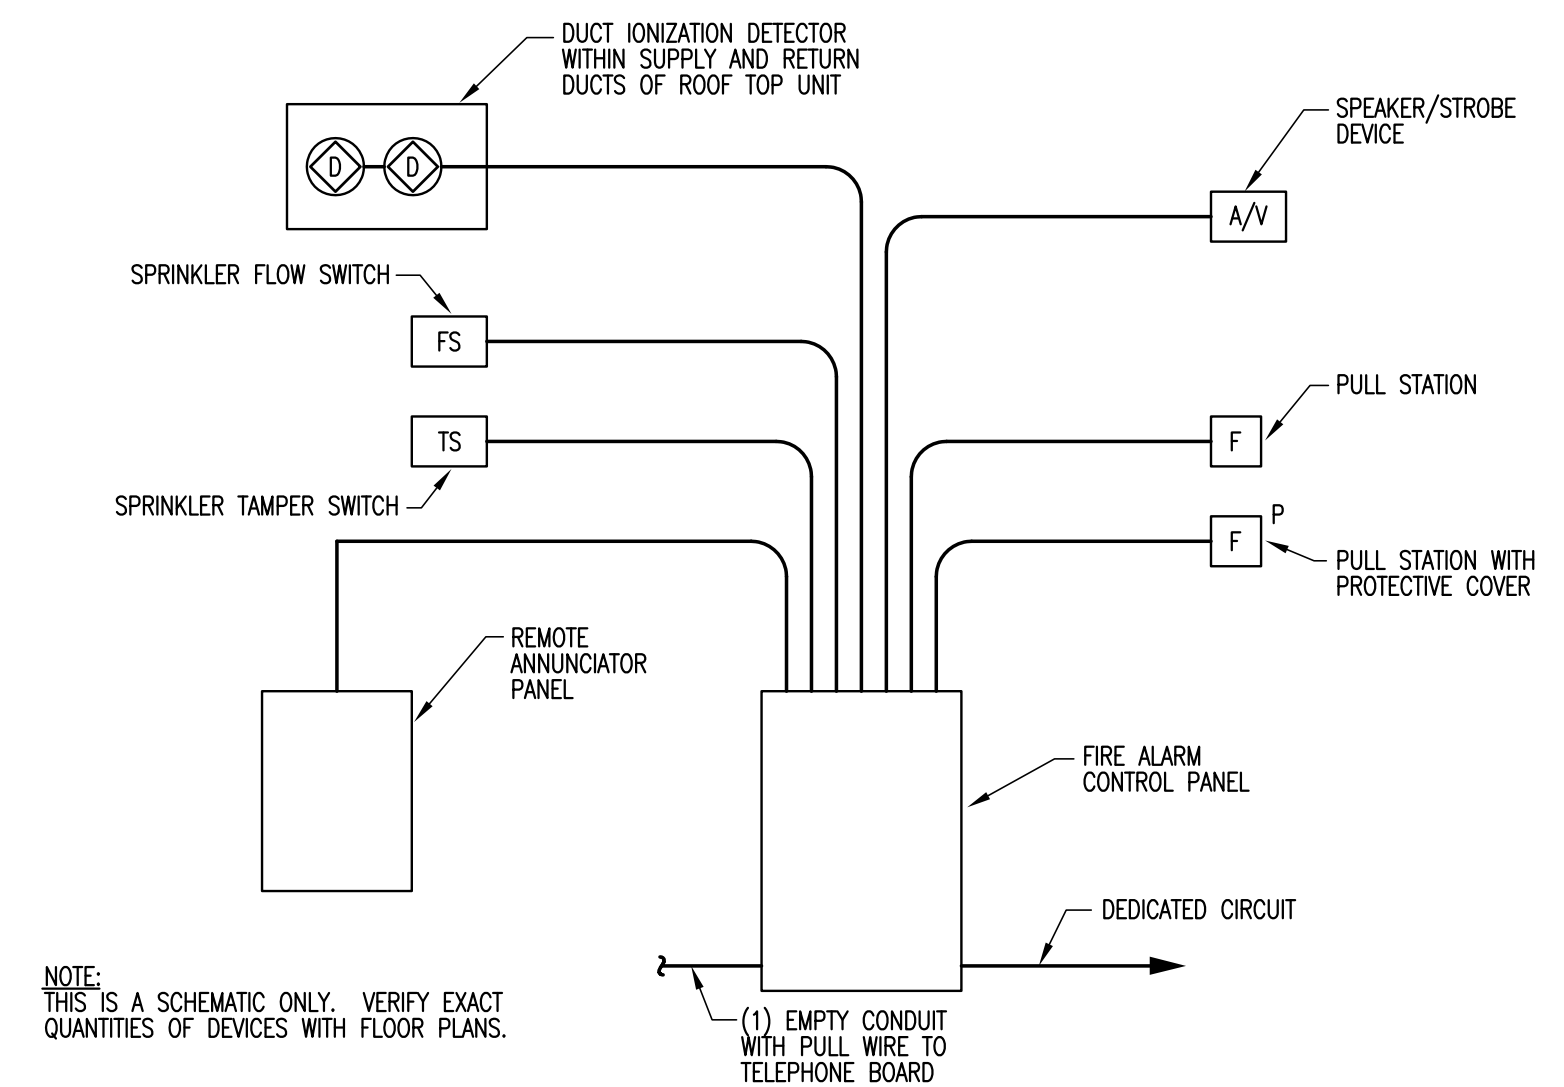 DUCT IONIZATION DETECTOR
WITHIN SUPPLY AND RETURN
DUCTS OF ROOF TOP UNIT
D
D
SPEAKER/STROBE
DEVICE
A/V
SPRINKLER FLOW SWITCH
FS
TS
SPRINKLER TAMPER SWITCH
PULL STATION
F
P
F
PULL STATION WITH
PROTECTIVE COVER
REMOTE
ANNUNCIATOR
PANEL
FIRE ALARM
CONTROL PANEL
DEDICATED CIRCUIT
NOTE:
THIS IS A SCHEMATIC ONLY. VERIFY EXACT
QUANTITIES OF DEVICES WITH FLOOR PLANS.
(1) EMPTY CONDUIT
WITH PULL WIRE TO
TELEPHONE BOARD